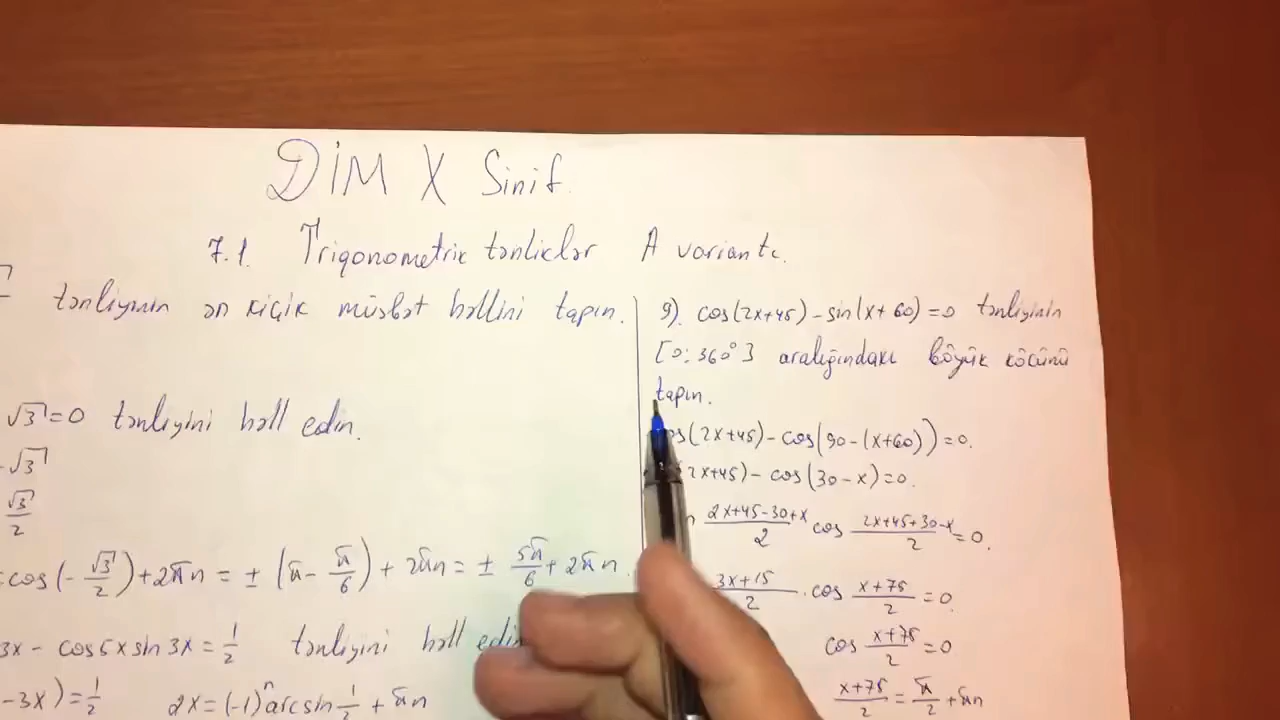 DİM X Sinif.
7.1. Trigonometrik tənliklər A variantı.
tənliyinin ən kiçik müsbət həllini tapın.
√3 = 0 tənliyini həll edin.
-√3
√3/2
= cos(-√3/2) + 2πn = ± (π - π/6) + 2πn = ± 5π/6 + 2πn.
3x - cos5x sin3x = 1/2 tənliyini həll edin
-3x) = 1/2 2x = (-1)ⁿ arcsin 1/2 + πn
9). cos(2x+45) - sin(x+60) = 0 tənliyinin
[0; 360°] aralığındakı böyük kökünü
tapın.
os(2x+45) - cos(90-(x+60)) = 0.
2x+45) - cos(30-x) = 0.
(2x+45-30+x)/2 cos (2x+45+30-x)/2 = 0.
(3x+15)/2 · cos (x+75)/2 = 0.
cos (x+75)/2 = 0
(x+75)/2 = π/2 + πn